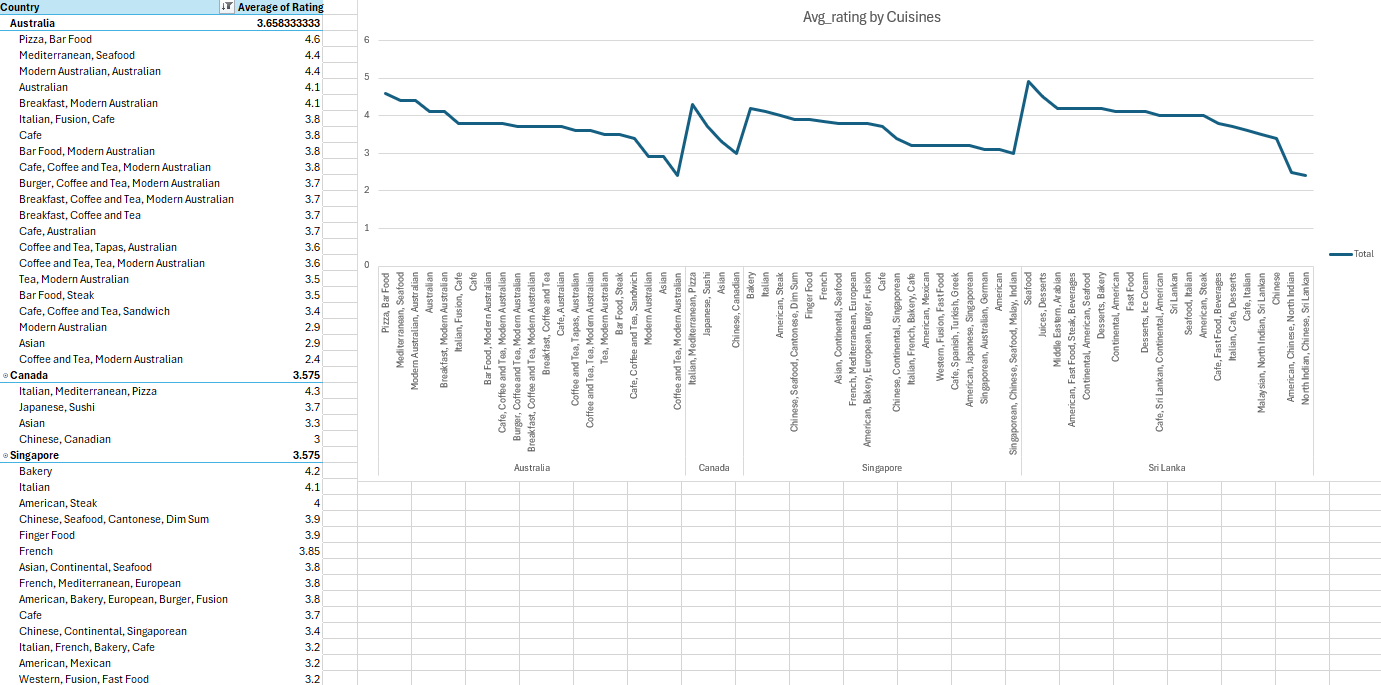 Country Average of Rating
Australia 3.658333333
Pizza, Bar Food 4.6
Mediterranean, Seafood 4.4
Modern Australian, Australian 4.4
Australian 4.1
Breakfast, Modern Australian 4.1
Italian, Fusion, Cafe 3.8
Cafe 3.8
Bar Food, Modern Australian 3.8
Cafe, Coffee and Tea, Modern Australian 3.8
Burger, Coffee and Tea, Modern Australian 3.7
Breakfast, Coffee and Tea, Modern Australian 3.7
Breakfast, Coffee and Tea 3.7
Cafe, Australian 3.7
Coffee and Tea, Tapas, Australian 3.6
Coffee and Tea, Tea, Modern Australian 3.6
Tea, Modern Australian 3.5
Bar Food, Steak 3.5
Cafe, Coffee and Tea, Sandwich 3.4
Modern Australian 2.9
Asian 2.9
Coffee and Tea, Modern Australian 2.4
Canada 3.575
Italian, Mediterranean, Pizza 4.3
Japanese, Sushi 3.7
Asian 3.3
Chinese, Canadian 3
Singapore 3.575
Bakery 4.2
Italian 4.1
American, Steak 4
Chinese, Seafood, Cantonese, Dim Sum 3.9
Finger Food 3.9
French 3.85
Asian, Continental, Seafood 3.8
French, Mediterranean, European 3.8
American, Bakery, European, Burger, Fusion 3.8
Cafe 3.7
Chinese, Continental, Singaporean 3.4
Italian, French, Bakery, Cafe 3.2
American, Mexican 3.2
Western, Fusion, Fast Food 3.2
Avg_rating by Cuisines
6
5
4
3
2
1
0
Pizza, Bar Food
Mediterranean, Seafood
Modern Australian, Australian
Australian
Breakfast, Modern Australian
Italian, Fusion, Cafe
Cafe
Bar Food, Modern Australian
Cafe, Coffee and Tea, Modern Australian
Burger, Coffee and Tea, Modern Australian
Breakfast, Coffee and Tea, Modern Australian
Breakfast, Coffee and Tea
Cafe, Australian
Coffee and Tea, Tapas, Australian
Coffee and Tea, Tea, Modern Australian
Tea, Modern Australian
Bar Food, Steak
Cafe, Coffee and Tea, Sandwich
Modern Australian
Asian
Coffee and Tea, Modern Australian
Italian, Mediterranean, Pizza
Japanese, Sushi
Asian
Chinese, Canadian
Bakery
Italian
American, Steak
Chinese, Seafood, Cantonese, Dim Sum
Finger Food
French
Asian, Continental, Seafood
French, Mediterranean, European
American, Bakery, European, Burger, Fusion
Cafe
Chinese, Continental, Singaporean
Italian, French, Bakery, Cafe
American, Mexican
Western, Fusion, Fast Food
Cafe, Spanish, Turkish, Greek
American, Japanese, Singaporean
Singaporean, Australian, German
American
Singaporean, Chinese, Seafood, Malay, Indian
Seafood
Juices, Desserts
Middle Eastern, Arabian
American, Fast Food, Steak, Beverages
Continental, American, Seafood
Desserts, Bakery
Continental, American
Fast Food
Desserts, Ice Cream
Cafe, Sri Lankan, Continental, American
Sri Lankan
Seafood, Italian
American, Steak
Cafe, Fast Food, Beverages
Italian, Cafe, Desserts
Cafe, Italian
Malaysian, North Indian, Sri Lankan
Chinese
American, Chinese, North Indian
North Indian, Chinese, Sri Lankan
Australia
Canada
Singapore
Sri Lanka
Total